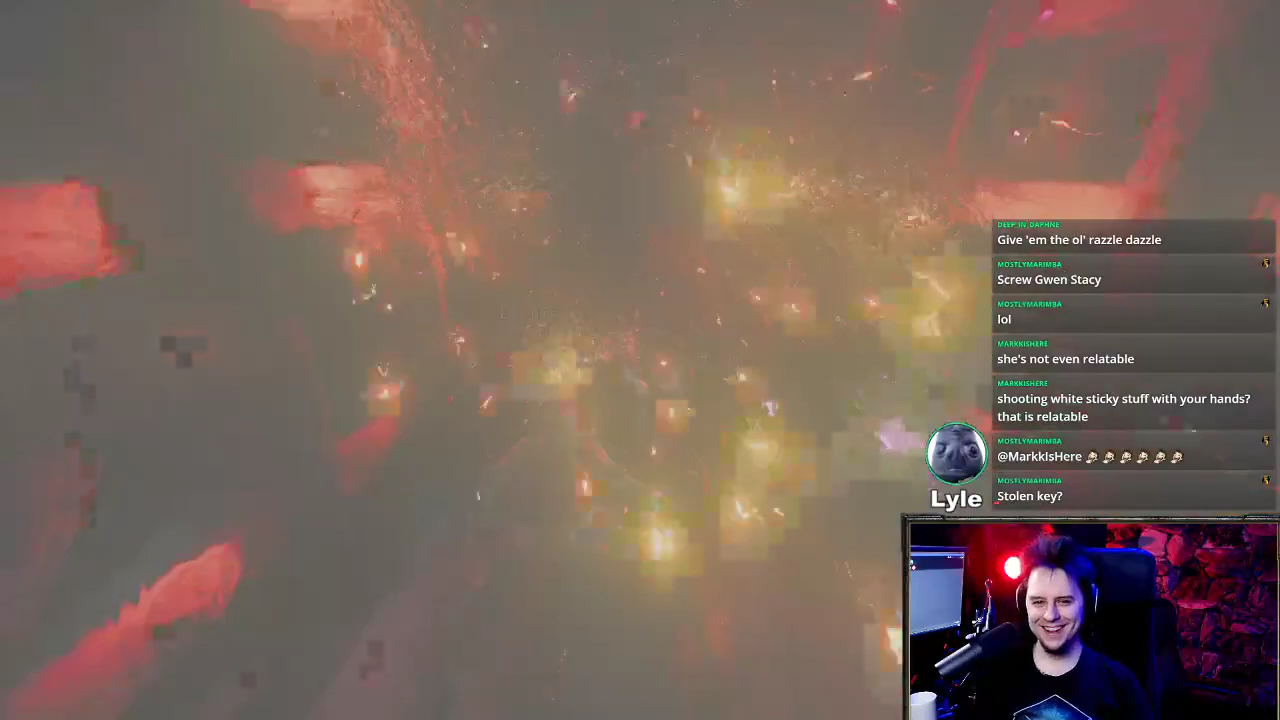 DEEP_IN_DAPHNE
Give 'em the ol' razzle dazzle
MOSTLYMARIMBA
Screw Gwen Stacy
MOSTLYMARIMBA
lol
MARKKISHERE
she's not even relatable
MARKKISHERE
shooting white sticky stuff with your hands?
that is relatable
MOSTLYMARIMBA
@MarkkIsHere
MOSTLYMARIMBA
Stolen key?
Lyle